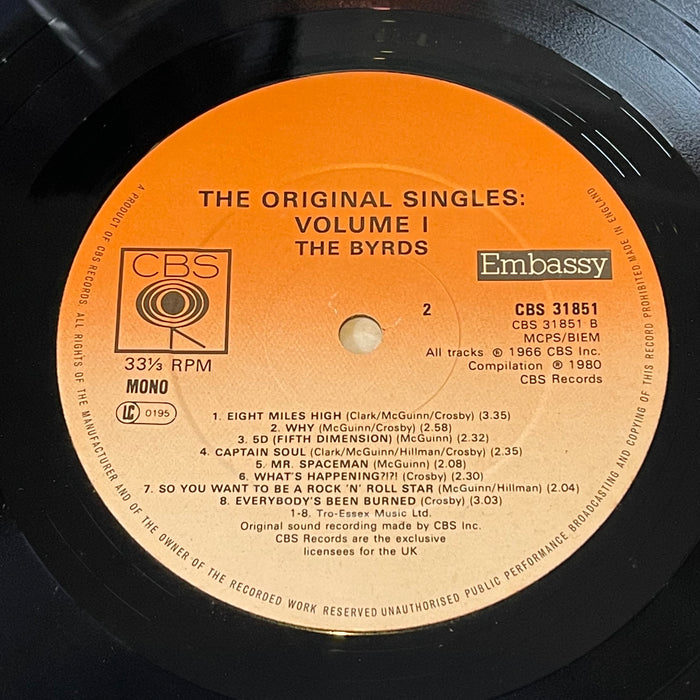 THE ORIGINAL SINGLES:
VOLUME I
THE BYRDS
CBS
Embassy
33⅓ RPM
MONO
LC 0195
2
CBS 31851
CBS 31851 B
MCPS/BIEM
All tracks ℗ 1966 CBS Inc.
Compilation ℗ 1980
CBS Records
1. EIGHT MILES HIGH (Clark/McGuinn/Crosby) (3.35)
2. WHY (McGuinn/Crosby) (2.58)
3. 5D (FIFTH DIMENSION) (McGuinn) (2.32)
4. CAPTAIN SOUL (Clark/McGuinn/Hillman/Crosby) (2.35)
5. MR. SPACEMAN (McGuinn) (2.08)
6. WHAT'S HAPPENING?!?! (Crosby) (2.30)
7. SO YOU WANT TO BE A ROCK 'N' ROLL STAR (McGuinn/Hillman) (2.04)
8. EVERYBODY'S BEEN BURNED (Crosby) (3.03)
1-8. Tro-Essex Music Ltd.
Original sound recording made by CBS Inc.
CBS Records are the exclusive
licensees for the UK
A PRODUCT OF CBS RECORDS. ALL RIGHTS OF THE MANUFACTURER AND OF THE OWNER OF THE RECORDED WORK RESERVED UNAUTHORISED PUBLIC PERFORMANCE BROADCASTING AND COPYING OF THIS RECORD PROHIBITED MADE IN ENGLAND